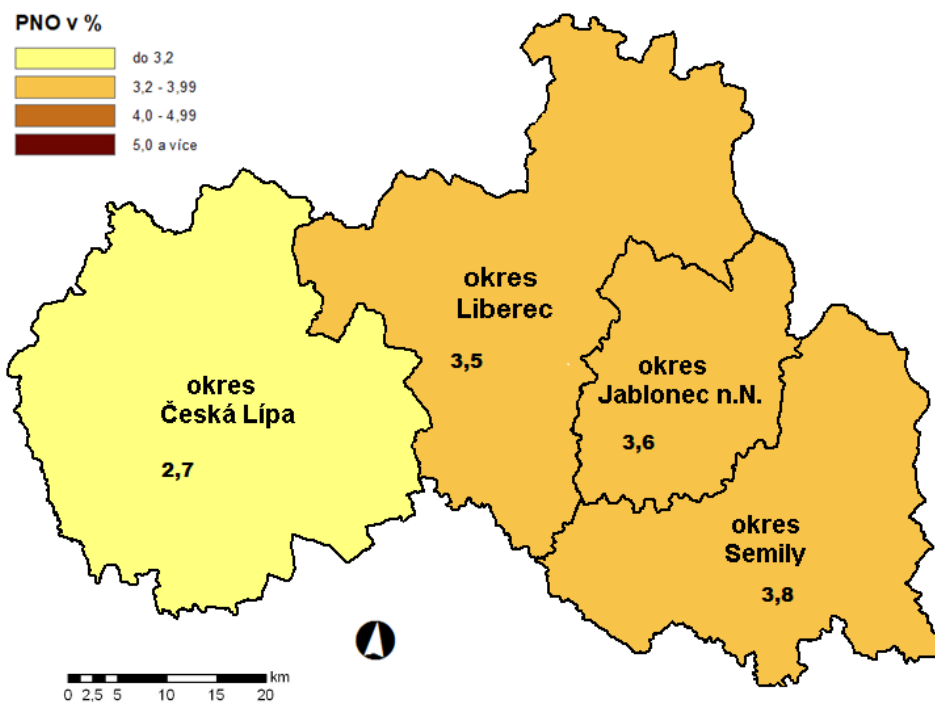 PNO v %
do 3,2
3,2 - 3,99
4,0 - 4,99
5,0 a více
okres
Liberec
3,5
okres
Jablonec n.N.
3,6
okres
Česká Lípa
2,7
okres
Semily
3,8
km
0 2,5 5 10 15 20